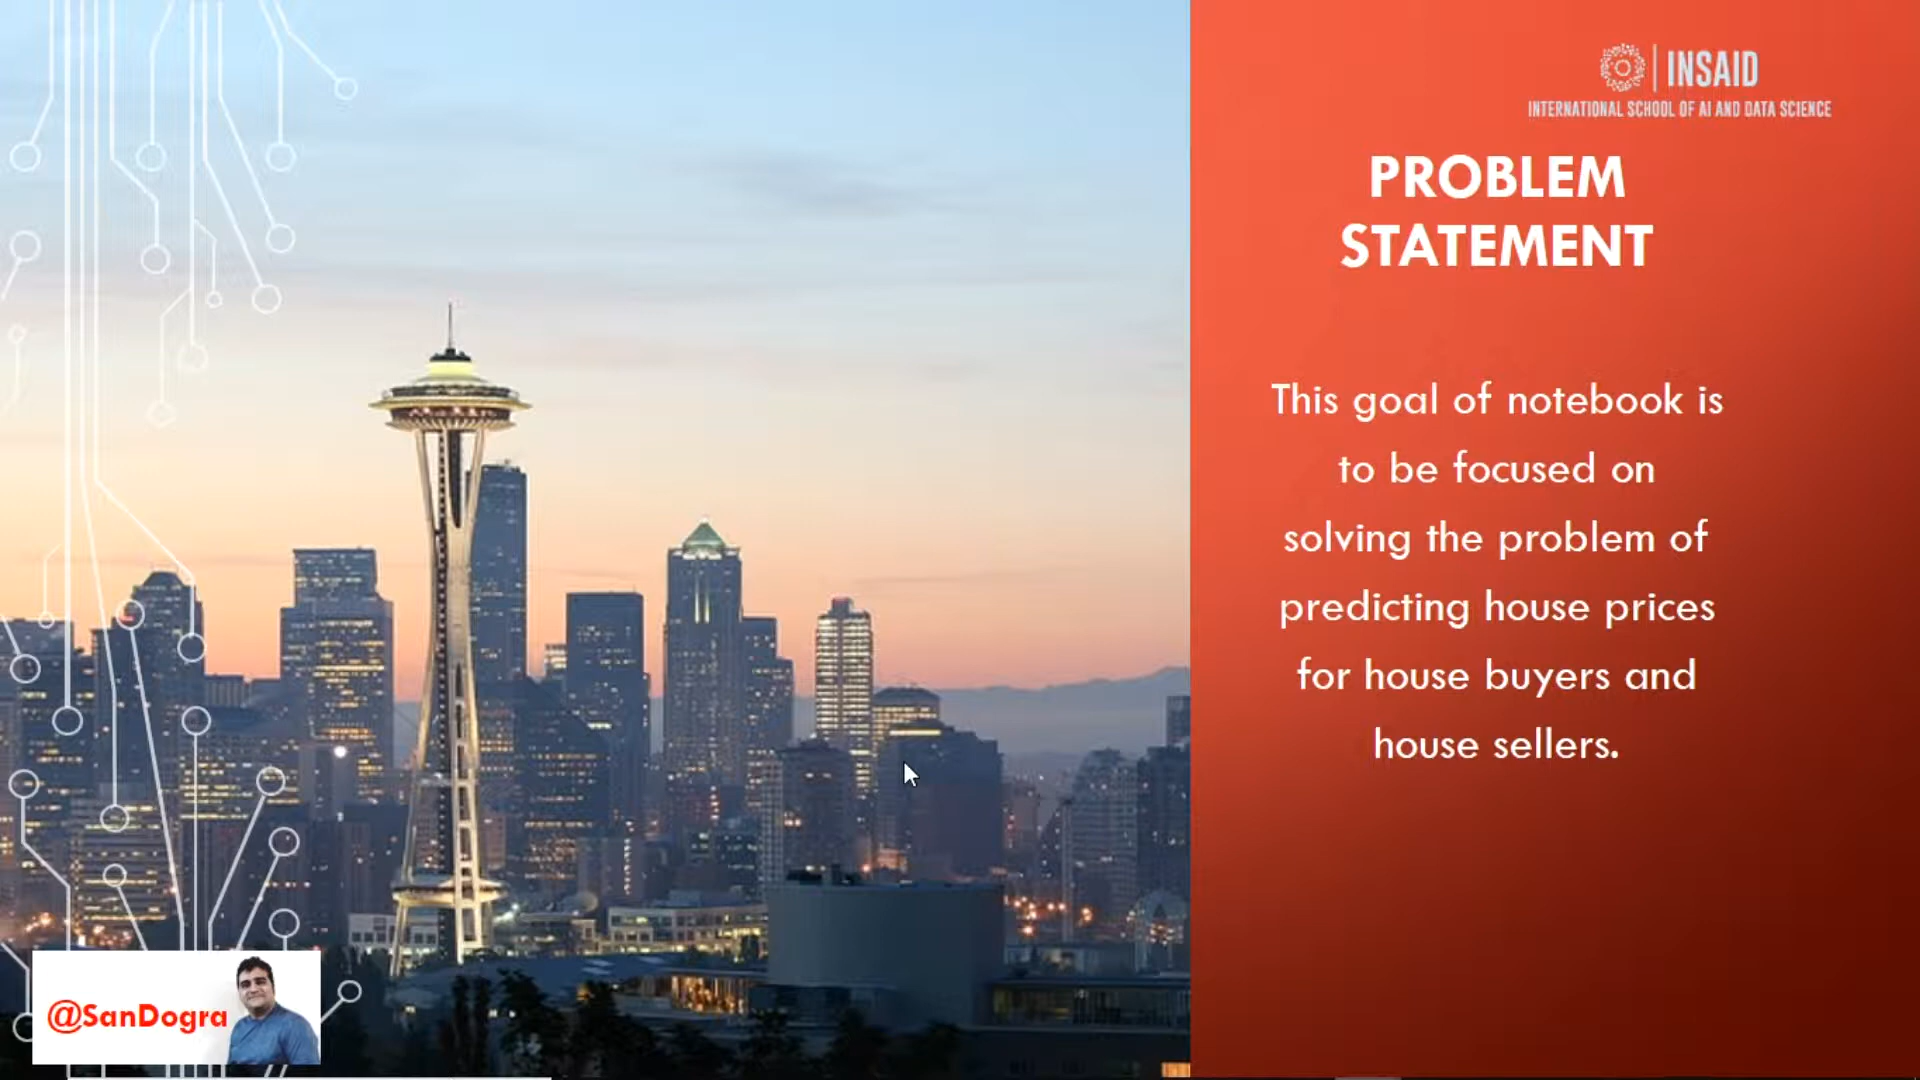 INSAID
INTERNATIONAL SCHOOL OF AI AND DATA SCIENCE
PROBLEM
STATEMENT
This goal of notebook is
to be focused on
solving the problem of
predicting house prices
for house buyers and
house sellers.
@SanDogra